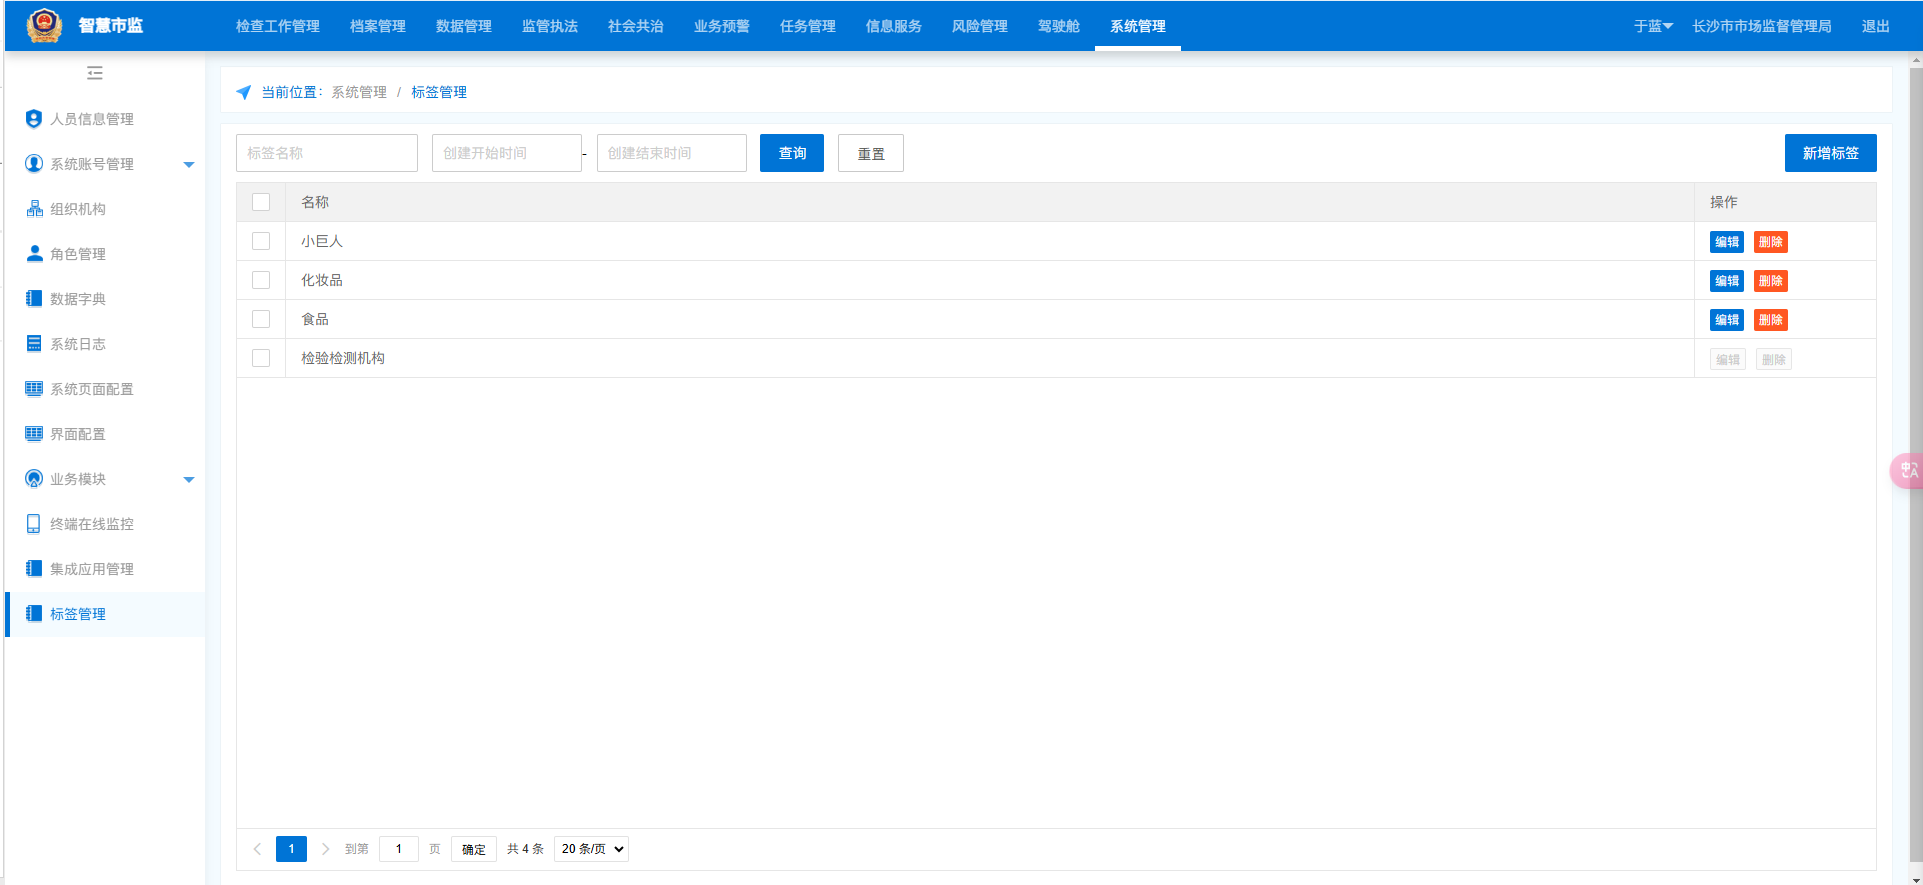 智慧市监 检查工作管理 档案管理 数据管理 监管执法 社会共治 业务预警 任务管理 信息服务 风险管理 驾驶舱 系统管理 于蓝 长沙市市场监督管理局 退出
人员信息管理
系统账号管理
组织机构
角色管理
数据字典
系统日志
系统页面配置
界面配置
业务模块
终端在线监控
集成应用管理
标签管理
当前位置： 系统管理 / 标签管理
标签名称 创建开始时间 - 创建结束时间 查询 重置 新增标签
名称 操作
小巨人 编辑 删除
化妆品 编辑 删除
食品 编辑 删除
检验检测机构 编辑 删除
1 到第 1 页 确定 共 4 条 20 条/页
中A